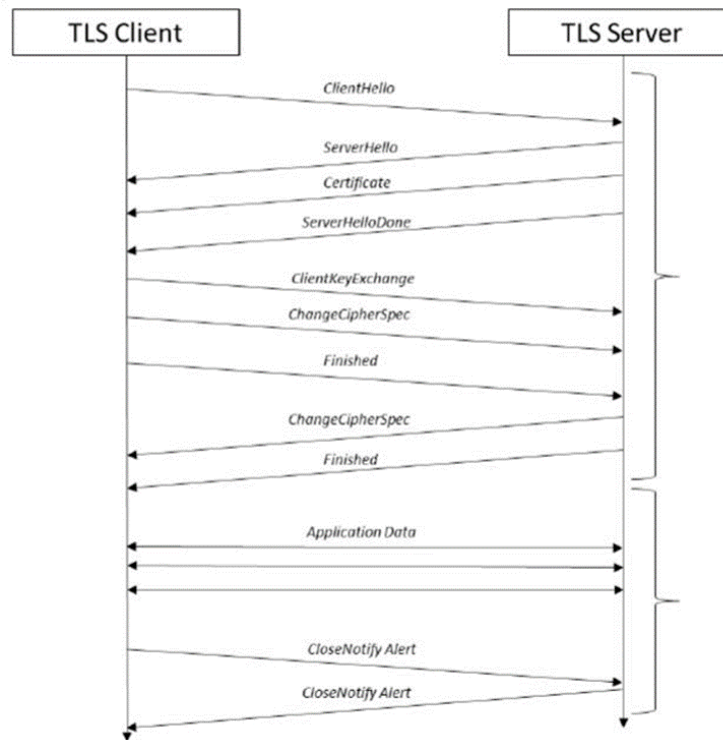 TLS Client
TLS Server
ClientHello
ServerHello
Certificate
ServerHelloDone
ClientKeyExchange
ChangeCipherSpec
Finished
ChangeCipherSpec
Finished
Application Data
CloseNotify Alert
CloseNotify Alert